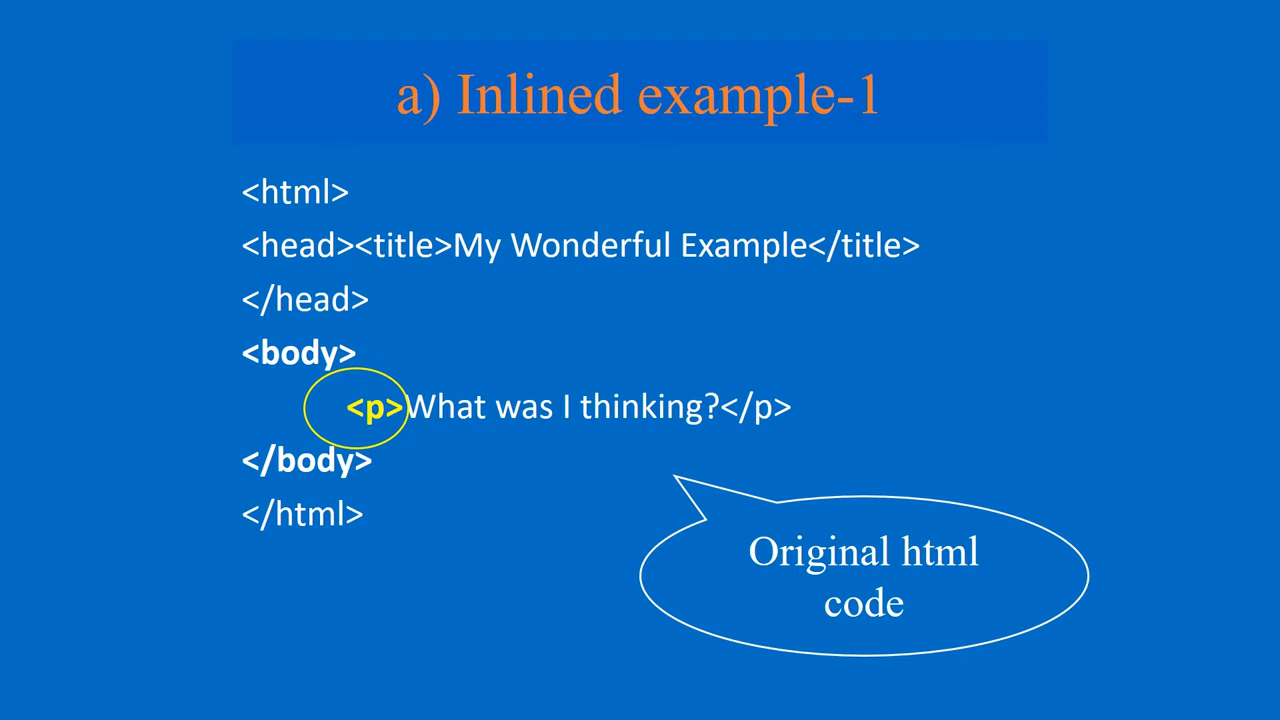 a) Inlined example-1
<html>
<head><title>My Wonderful Example</title>
</head>
<body>
<p>What was I thinking?</p>
</body>
</html>
Original html
code